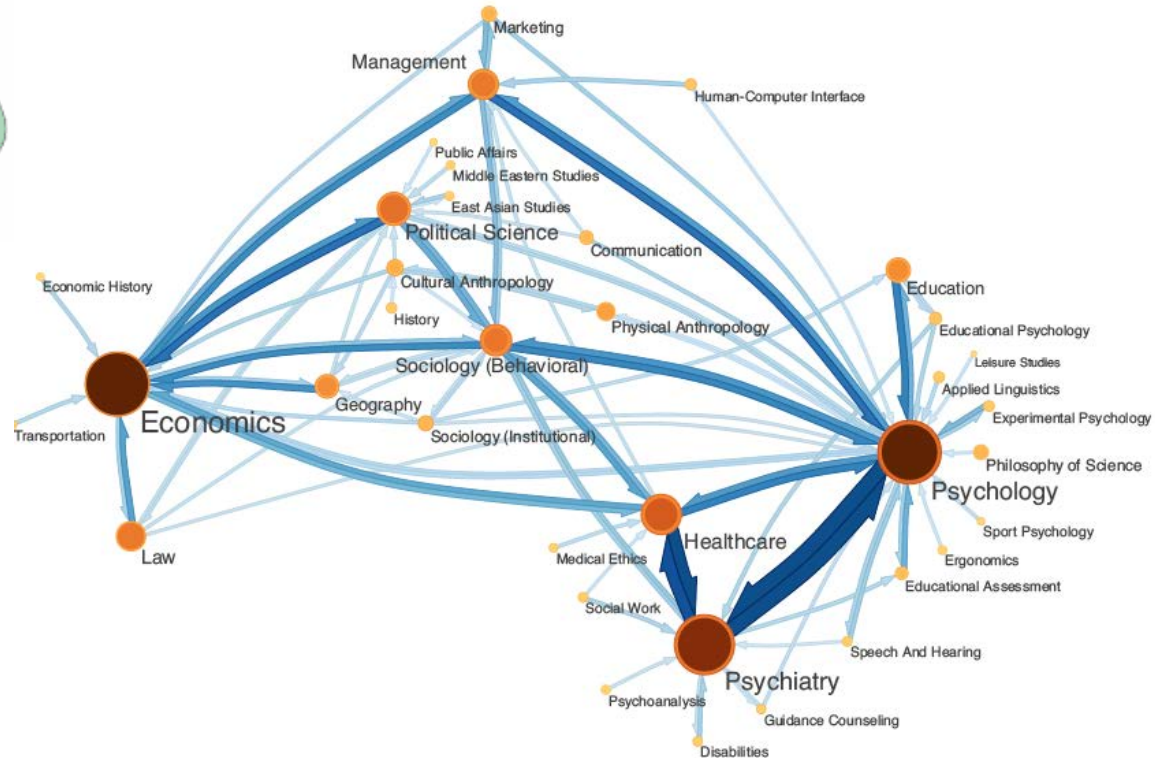 Marketing
Management
Human-Computer Interface
Public Affairs
Middle Eastern Studies
East Asian Studies
Political Science
Communication
Economic History
Cultural Anthropology
Education
History
Physical Anthropology
Educational Psychology
Sociology (Behavioral)
Leisure Studies
Applied Linguistics
Geography
Experimental Psychology
Economics
Transportation
Sociology (Institutional)
Philosophy of Science
Psychology
Sport Psychology
Law
Healthcare
Medical Ethics
Ergonomics
Educational Assessment
Social Work
Speech And Hearing
Psychiatry
Psychoanalysis
Guidance Counseling
Disabilities